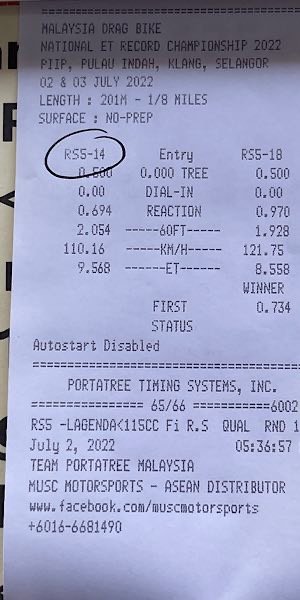 MALAYSIA DRAG BIKE
NATIONAL ET RECORD CHAMPIONSHIP 2022
PIIP, PULAU INDAH, KLANG, SELANGOR
02 & 03 JULY 2022
LENGTH : 201M - 1/8 MILES
SURFACE : NO-PREP
RS5-14 Entry RS5-18
0.500 0.000 TREE 0.500
0.00 DIAL-IN 0.00
0.694 REACTION 0.970
2.054 -----60FT----- 1.928
110.16 -----KM/H----- 121.75
9.568 ------ET------ 8.558
WINNER
FIRST 0.734
STATUS
Autostart Disabled
PORTATREE TIMING SYSTEMS, INC.
================ 65/66 ===========6002
RS5 -LAGENDA<115CC Fi R.S QUAL RND 1
July 2, 2022 05:36:57
TEAM PORTATREE MALAYSIA
MUSC MOTORSPORTS - ASEAN DISTRIBUTOR
www.facebook.com/muscmotorsports
+6016-6681490